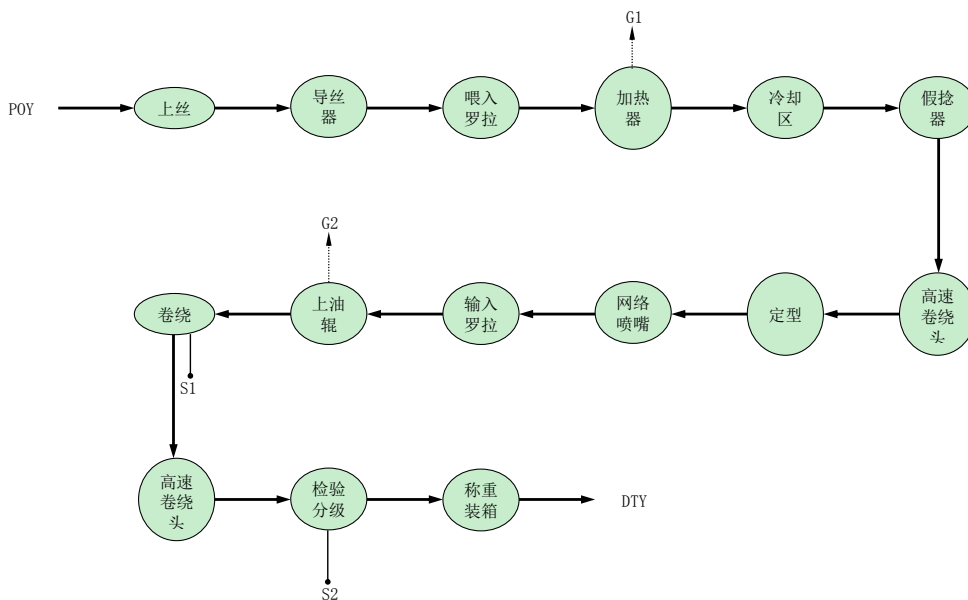 G1
POY
上丝
导丝
器
喂入
罗拉
加热
器
冷却
区
假捻
器
G2
卷绕
上油
辊
输入
罗拉
网络
喷嘴
定型
高速
卷绕
头
S1
高速
卷绕
头
检验
分级
称重
装箱
DTY
S2